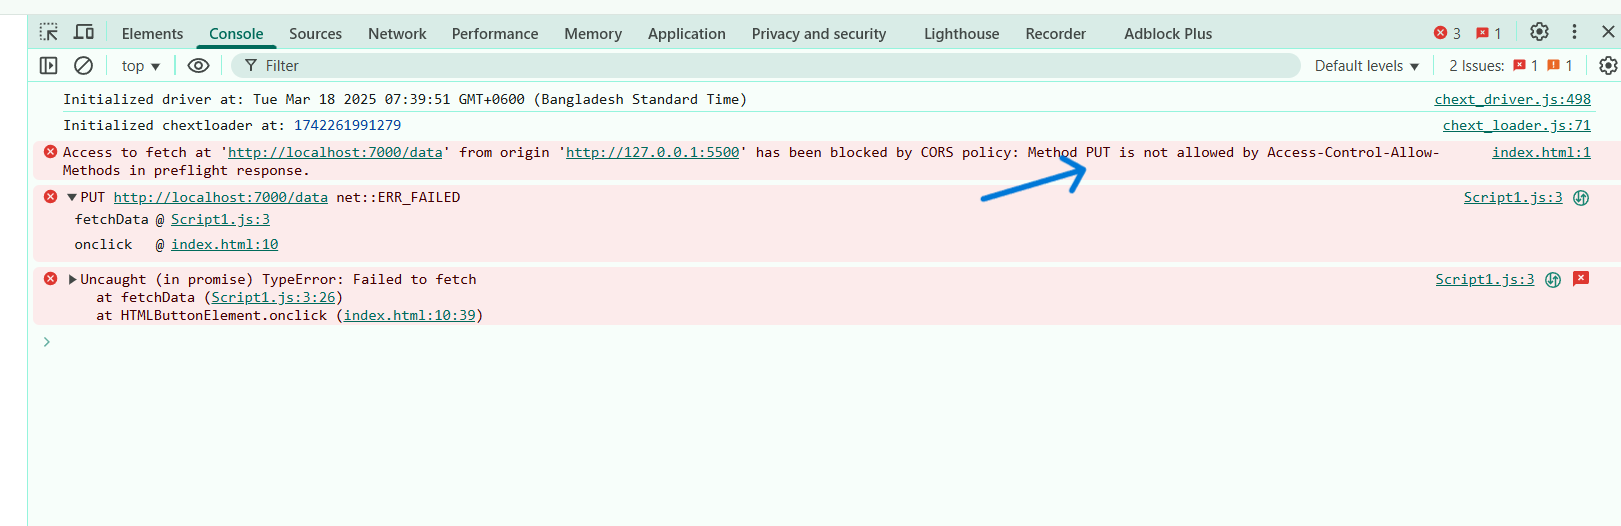 Elements Console Sources Network Performance Memory Application Privacy and security Lighthouse Recorder Adblock Plus 3 1
top Filter Default levels 2 Issues: 1 1
Initialized driver at: Tue Mar 18 2025 07:39:51 GMT+0600 (Bangladesh Standard Time) chext_driver.js:498
Initialized chextloader at: 1742261991279 chext_loader.js:71
Access to fetch at 'http://localhost:7000/data' from origin 'http://127.0.0.1:5500' has been blocked by CORS policy: Method PUT is not allowed by Access-Control-Allow- index.html:1
Methods in preflight response.
PUT http://localhost:7000/data net::ERR_FAILED Script1.js:3
fetchData @ Script1.js:3
onclick @ index.html:10
Uncaught (in promise) TypeError: Failed to fetch Script1.js:3
at fetchData (Script1.js:3:26)
at HTMLButtonElement.onclick (index.html:10:39)